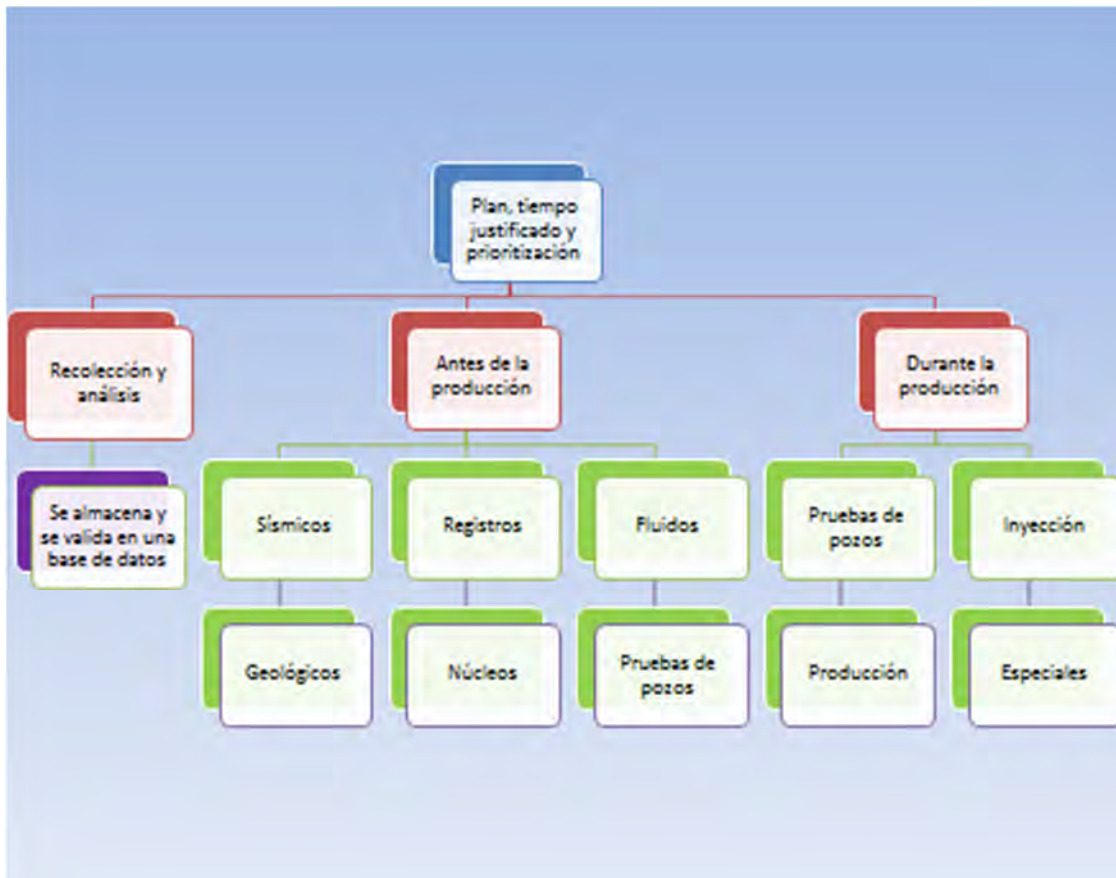 Plan, tiempo
justificado y
prioritización
Recolección y
análisis
Antes de la
producción
Durante la
producción
Se almacena y
se valida en una
base de datos
Sísmicos
Registros
Fluidos
Pruebas de
pozos
Inyección
Geológicos
Núcleos
Pruebas de
pozos
Producción
Especiales